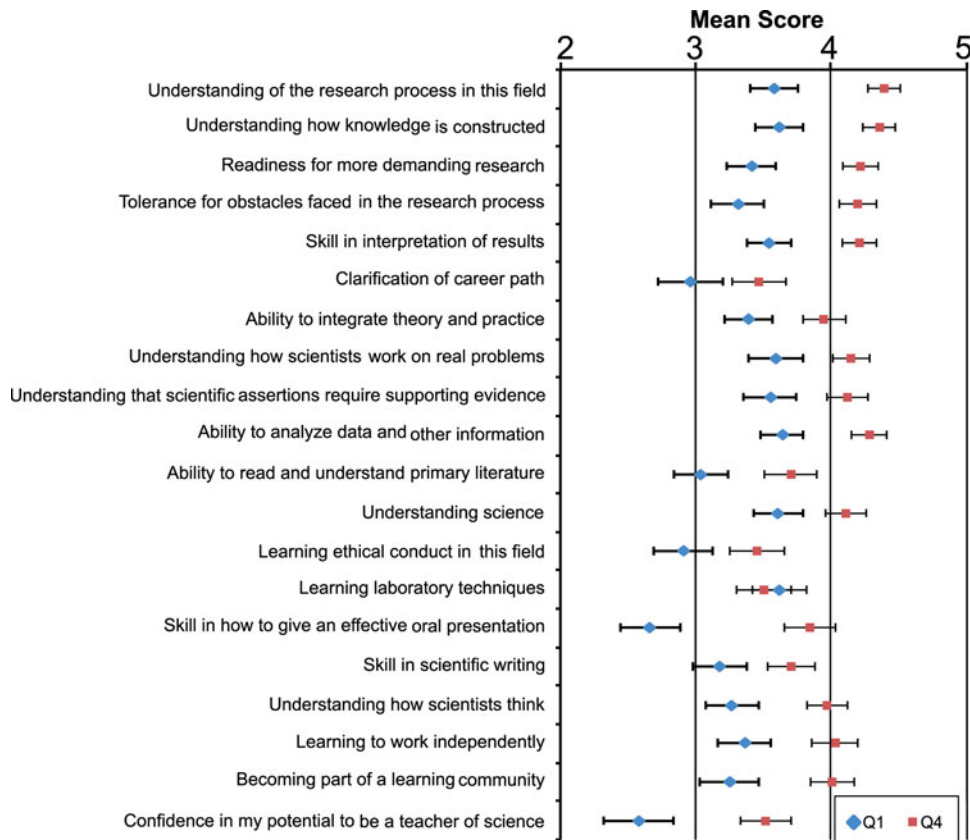 Mean Score
2 3 4 5
Understanding of the research process in this field
Understanding how knowledge is constructed
Readiness for more demanding research
Tolerance for obstacles faced in the research process
Skill in interpretation of results
Clarification of career path
Ability to integrate theory and practice
Understanding how scientists work on real problems
Understanding that scientific assertions require supporting evidence
Ability to analyze data and other information
Ability to read and understand primary literature
Understanding science
Learning ethical conduct in this field
Learning laboratory techniques
Skill in how to give an effective oral presentation
Skill in scientific writing
Understanding how scientists think
Learning to work independently
Becoming part of a learning community
Confidence in my potential to be a teacher of science
Q1 Q4